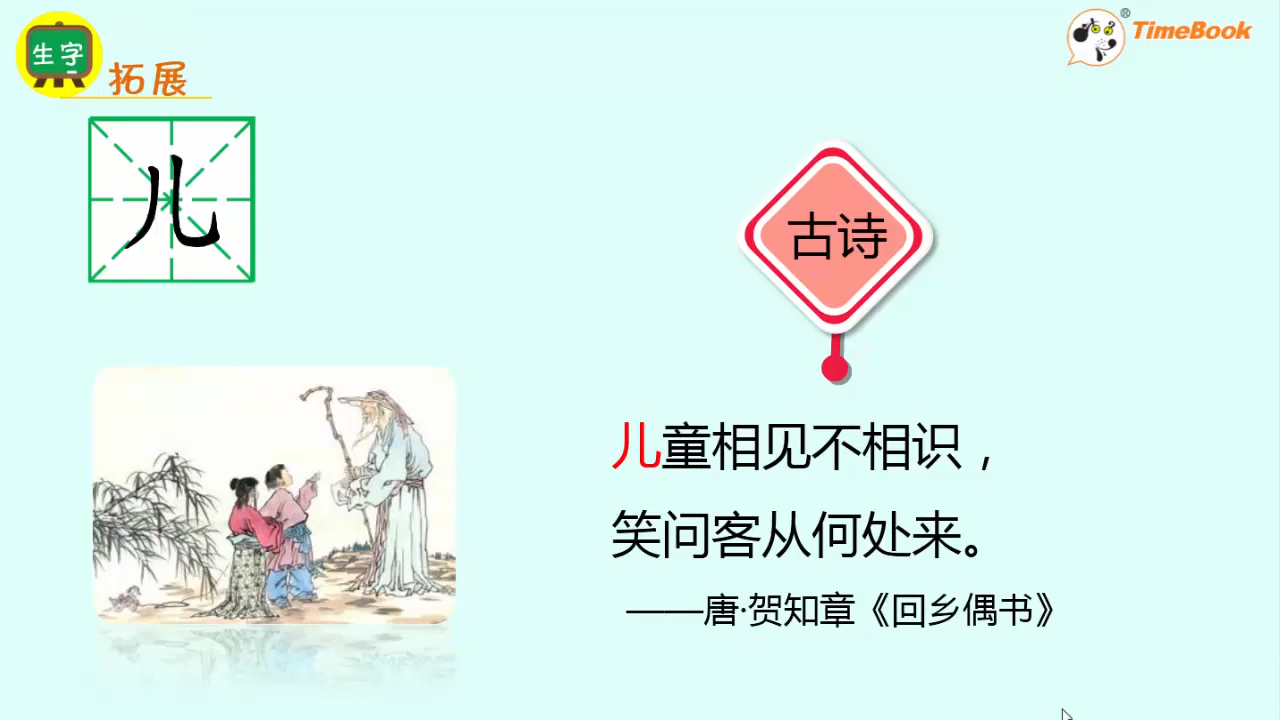 生字
拓展
TimeBook®
儿
古诗
儿童相见不相识，
笑问客从何处来。
——唐·贺知章《回乡偶书》